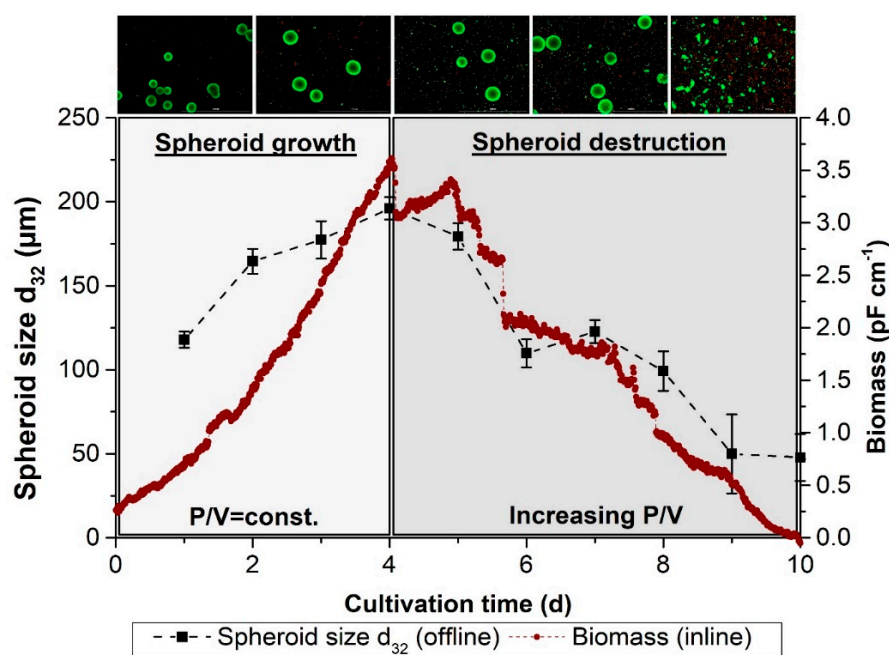 Spheroid growth
Spheroid destruction
P/V=const.
Increasing P/V
Spheroid size d32 (µm)
250
200
150
100
50
0
Biomass (pF cm-1)
4.0
3.5
3.0
2.5
2.0
1.5
1.0
0.5
0.0
0 2 4 6 8 10
Cultivation time (d)
Spheroid size d32 (offline) Biomass (inline)